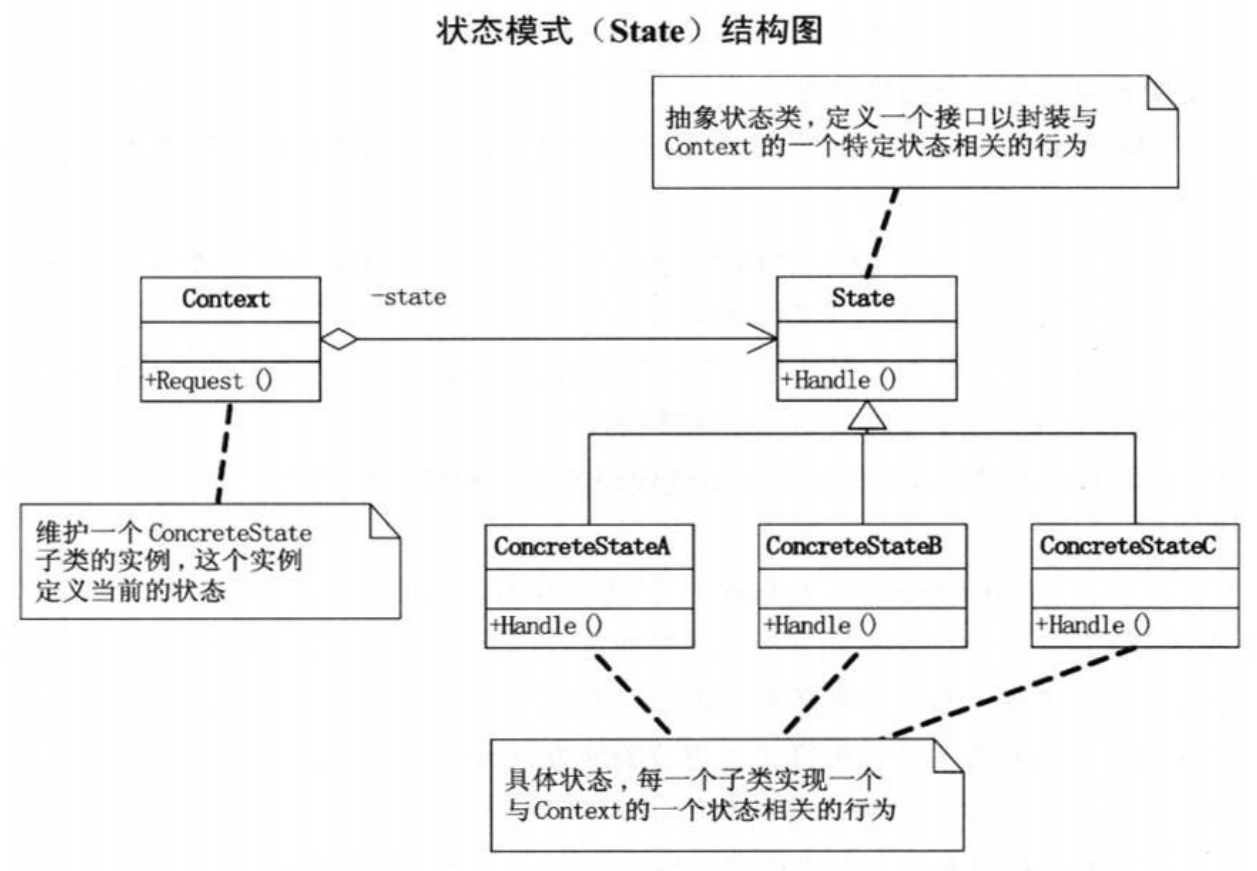 状态模式（State）结构图
抽象状态类，定义一个接口以封装与
Context 的一个特定状态相关的行为
Context
-state
State
+Request()
+Handle()
维护一个 ConcreteState
子类的实例，这个实例
定义当前的状态
ConcreteStateA
ConcreteStateB
ConcreteStateC
+Handle()
+Handle()
+Handle()
具体状态，每一个子类实现一个
与Context的一个状态相关的行为